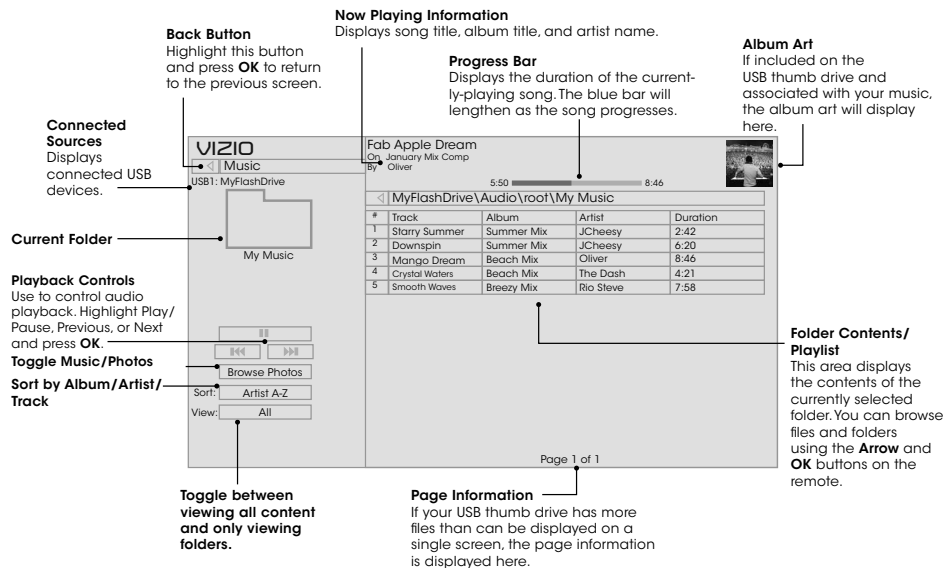 Now Playing Information
Displays song title, album title, and artist name.
Back Button
Highlight this button
and press OK to return
to the previous screen.
Progress Bar
Displays the duration of the current-
ly-playing song. The blue bar will
lengthen as the song progresses.
Album Art
If included on the
USB thumb drive and
associated with your music,
the album art will display
here.
Connected
Sources
Displays
connected USB
devices.
Current Folder
Playback Controls
Use to control audio
playback. Highlight Play/
Pause, Previous, or Next
and press OK.
Toggle Music/Photos
Sort by Album/Artist/
Track
VIZIO
Music
USB1: MyFlashDrive
My Music
Browse Photos
Sort: Artist A-Z
View: All
Fab Apple Dream
On January Mix Comp
By Oliver
5:50 8:46
MyFlashDrive\Audio\root\My Music
# Track Album Artist Duration
1 Starry Summer Summer Mix JCheesy 2:42
2 Downspin Summer Mix JCheesy 6:20
3 Mango Dream Beach Mix Oliver 8:46
4 Crystal Waters Beach Mix The Dash 4:21
5 Smooth Waves Breezy Mix Rio Steve 7:58
Page 1 of 1
Folder Contents/
Playlist
This area displays
the contents of the
currently selected
folder. You can browse
files and folders
using the Arrow and
OK buttons on the
remote.
Toggle between
viewing all content
and only viewing
folders.
Page Information
If your USB thumb drive has more
files than can be displayed on a
single screen, the page information
is displayed here.